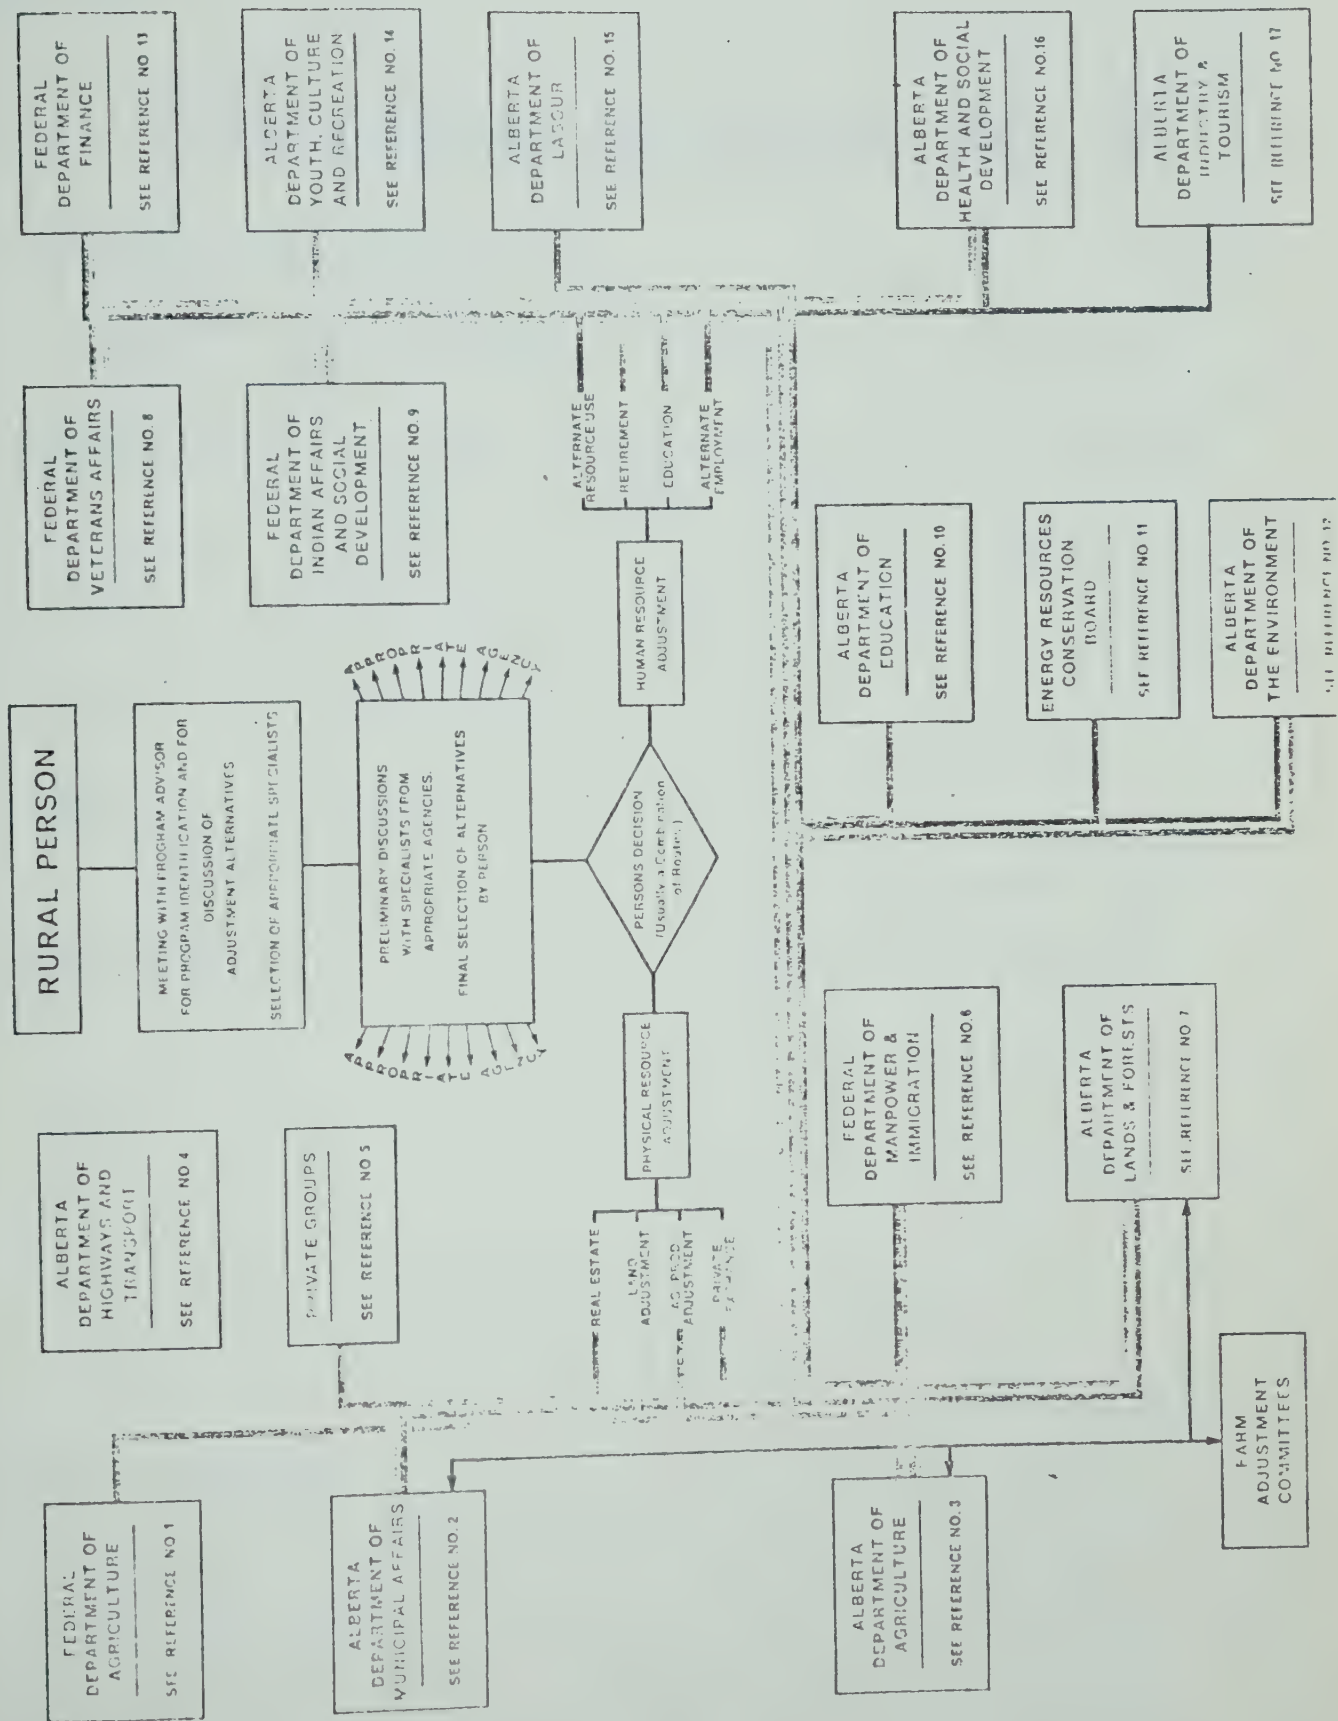 RURAL PERSON
MEETING WITH PROGRAM ADVISOR
FOR PROGRAM IDENTIFICATION AND FOR
DISCUSSION OF
ADJUSTMENT ALTERNATIVES
SELECTION OF APPROPRIATE SPECIALISTS
PRELIMINARY DISCUSSIONS
WITH SPECIALISTS FROM
APPROPRIATE AGENCIES.
FINAL SELECTION OF ALTERNATIVES
BY PERSON
APPROPRIATE AGENCY
APPROPRIATE AGENCY
PERSONS DECISION
(Usually a Combination
of Routes)
PHYSICAL RESOURCE
ADJUSTMENT
REAL ESTATE
LAND
ADJUSTMENT
AG. PROD
ADJUSTMENT
PRIVATE
HUMAN RESOURCE
ADJUSTMENT
ALTERNATE
RESOURCE USE
RETIREMENT
EDUCATION
ALTERNATE
EMPLOYMENT
FEDERAL
DEPARTMENT OF
AGRICULTURE
SEE REFERENCE NO 1
ALBERTA
DEPARTMENT OF
MUNICIPAL AFFAIRS
SEE REFERENCE NO. 2
ALBERTA
DEPARTMENT OF
AGRICULTURE
SEE REFERENCE NO. 3
ALBERTA
DEPARTMENT OF
HIGHWAYS AND
TRANSPORT
SEE REFERENCE NO 4
PRIVATE GROUPS
SEE REFERENCE NO 5
FEDERAL
DEPARTMENT OF
MANPOWER &
IMMIGRATION
SEE REFERENCE NO. 6
ALBERTA
DEPARTMENT OF
LANDS & FORESTS
SEE REFERENCE NO 7
FARM
ADJUSTMENT
COMMITTEES
FEDERAL
DEPARTMENT OF
VETERANS AFFAIRS
SEE REFERENCE NO. 8
FEDERAL
DEPARTMENT OF
INDIAN AFFAIRS
AND SOCIAL
DEVELOPMENT
SEE REFERENCE NO. 9
ALBERTA
DEPARTMENT OF
EDUCATION
SEE REFERENCE NO. 10
ENERGY RESOURCES
CONSERVATION
BOARD
SEE REFERENCE NO 11
ALBERTA
DEPARTMENT OF
THE ENVIRONMENT
SEE REFERENCE NO 12
FEDERAL
DEPARTMENT OF
FINANCE
SEE REFERENCE NO 13
ALBERTA
DEPARTMENT OF
YOUTH, CULTURE
AND RECREATION
SEE REFERENCE NO. 14
ALBERTA
DEPARTMENT OF
LABOUR
SEE REFERENCE NO. 15
ALBERTA
DEPARTMENT OF
HEALTH AND SOCIAL
DEVELOPMENT
SEE REFERENCE NO. 16
ALBERTA
DEPARTMENT OF
INDUSTRY &
TOURISM
SEE REFERENCE NO 17